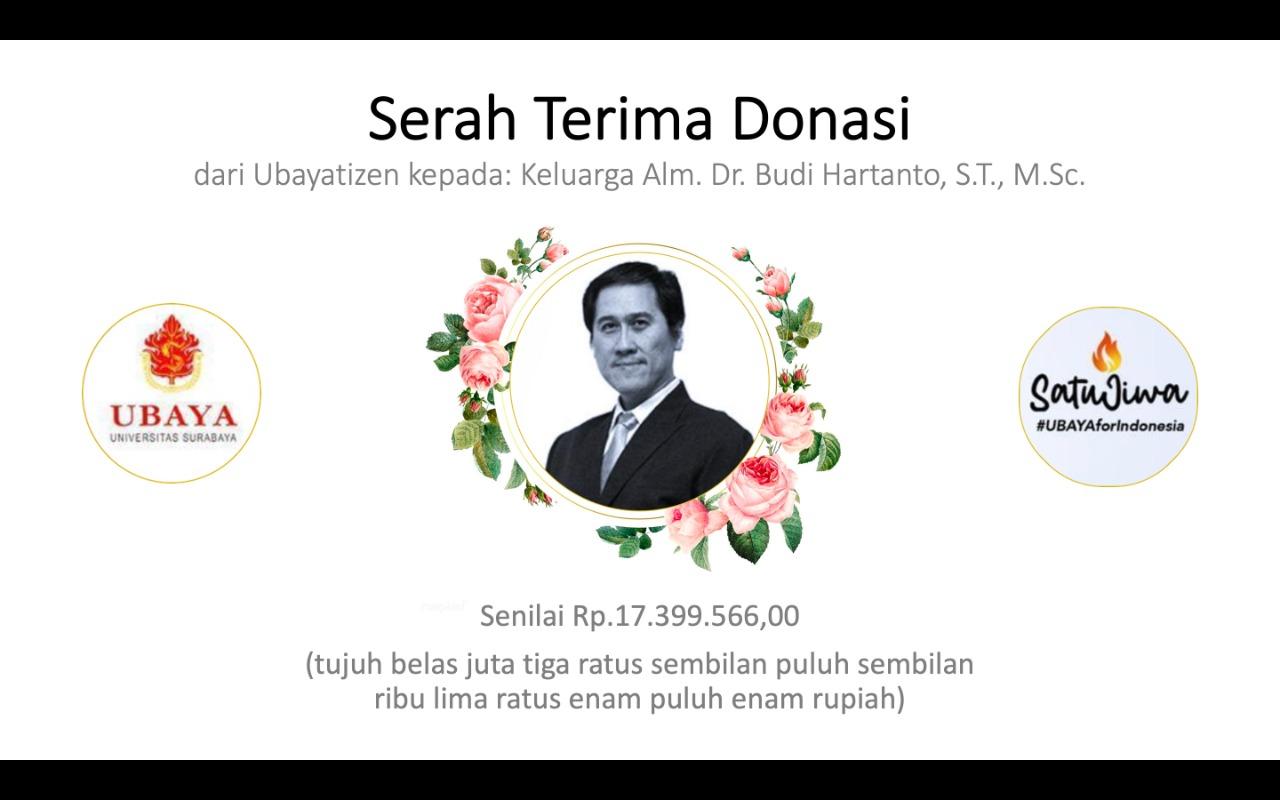 Serah Terima Donasi
dari Ubayatizen kepada: Keluarga Alm. Dr. Budi Hartanto, S.T., M.Sc.
UBAYA
UNIVERSITAS SURABAYA
SatuJiwa
#UBAYAforIndonesia
Senilai Rp.17.399.566,00
(tujuh belas juta tiga ratus sembilan puluh sembilan
ribu lima ratus enam puluh enam rupiah)